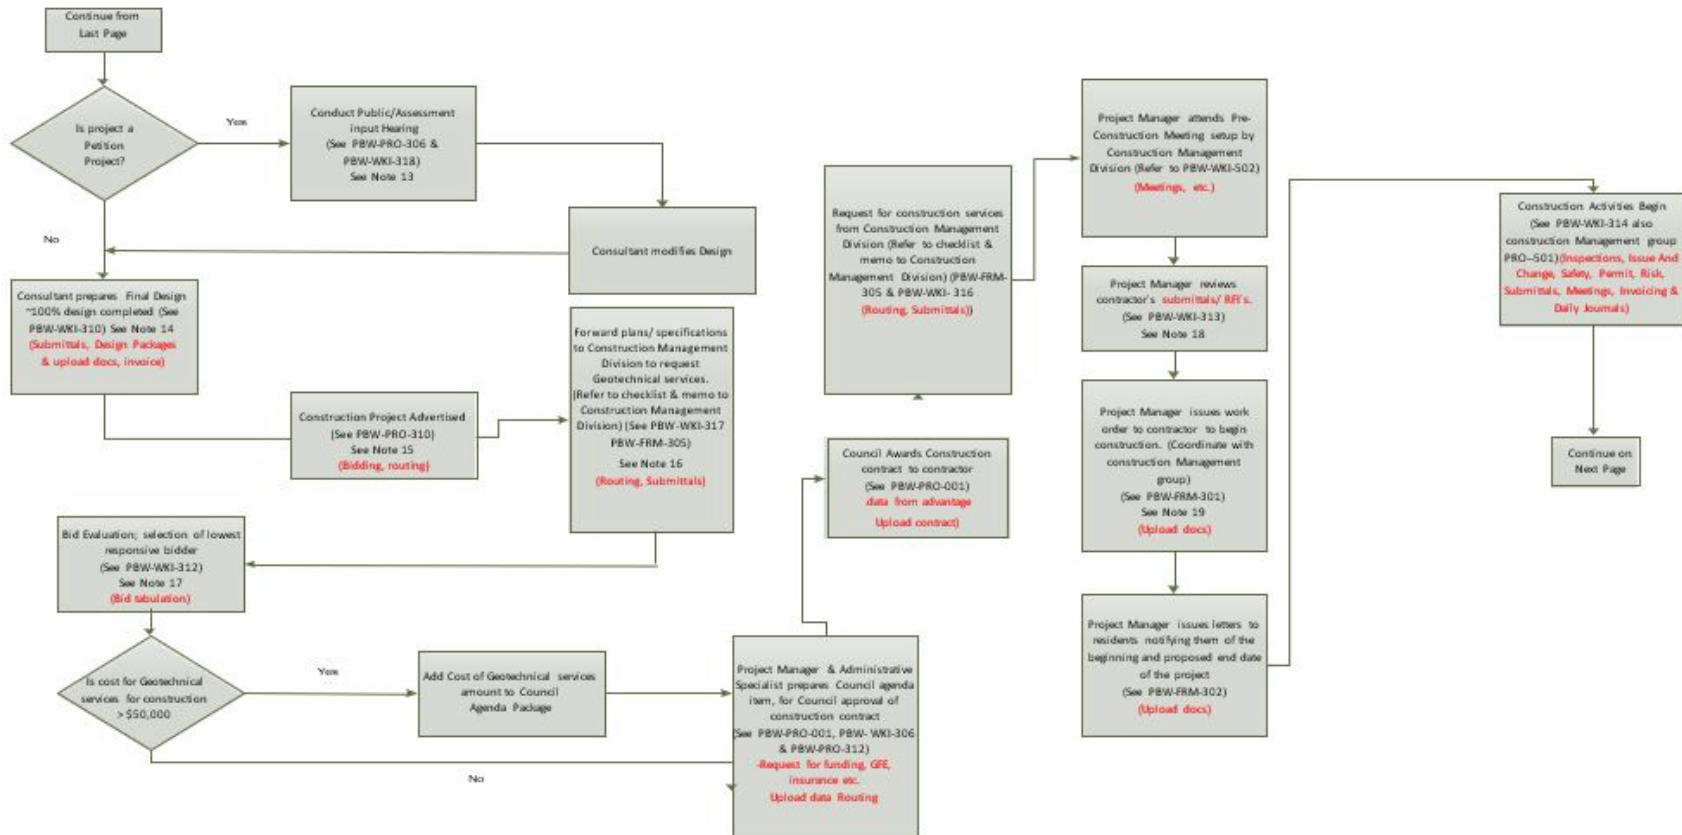 Continue from
Last Page
Is project a
Petition
Project?
Yes
Conduct Public/Assessment
input Hearing
(See PBW-PRO-306 &
PBW-WKI-318)
See Note 13
No
Consultant modifies Design
Consultant prepares Final Design
~100% design completed (See
PBW-WKI-310) See Note 14
(Submittals, Design Packages
& upload docs, invoice)
Construction Project Advertised
(See PBW-PRO-310)
See Note 15
(Bidding, routing)
Forward plans/ specifications
to Construction Management
Division to request
Geotechnical services.
(Refer to checklist & memo to
Construction Management
Division) (See PBW-WKI-317
PBW-FRM-305)
See Note 16
(Routing, Submittals)
Bid Evaluation; selection of lowest
responsive bidder
(See PBW-WKI-312)
See Note 17
(Bid tabulation)
Is cost for Geotechnical
services for construction
> $50,000
Yes
Add Cost of Geotechnical services
amount to Council
Agenda Package
No
Project Manager & Administrative
Specialist prepares Council agenda
item, for Council approval of
construction contract
(See PBW-PRO-001, PBW- WKI-306
& PBW-PRO-312)
-Request for funding, GFE,
insurance etc.
Upload data Routing
Council Awards Construction
contract to contractor
(See PBW-PRO-001)
data from advantage
Upload contract)
Request for construction services
from Construction Management
Division (Refer to checklist &
memo to Construction
Management Division) (PBW-FRM-
305 & PBW-WKI- 316
(Routing, Submittals))
Project Manager attends Pre-
Construction Meeting setup by
Construction Management
Division (Refer to PBW-WKI-502)
(Meetings, etc.)
Project Manager reviews
contractor's submittals/ RFI's.
(See PBW-WKI-313)
See Note 18
Project Manager issues work
order to contractor to begin
construction. (Coordinate with
construction Management
group)
(See PBW-FRM-301)
See Note 19
(Upload docs)
Project Manager issues letters to
residents notifying them of the
beginning and proposed end date
of the project
(See PBW-FRM-302)
(Upload docs)
Construction Activities Begin
(See PBW-WKI-314 also
construction Management group
PRO--501)(Inspections, Issue And
Change, Safety, Permit, Risk,
Submittals, Meetings, Invoicing &
Daily Journals)
Continue on
Next Page